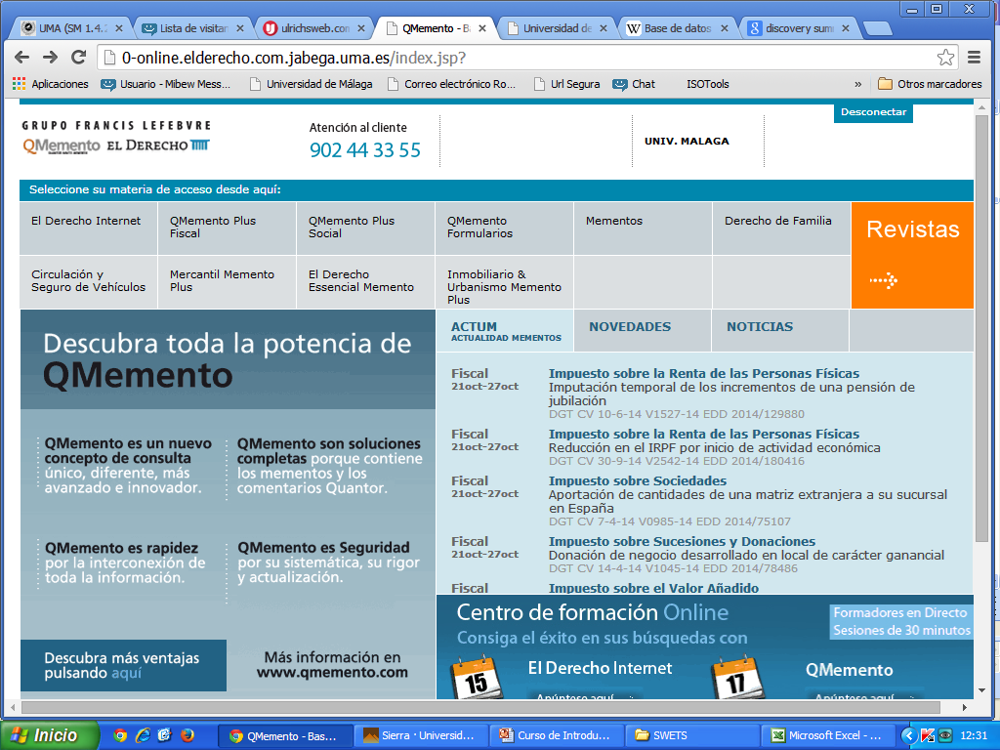 UMA (SM 1.4.
Lista de visitar
ulrichsweb.con
QMemento - Ba
Universidad de
Base de datos
discovery sum
0-online.elderecho.com.jabega.uma.es/index.jsp?
Aplicaciones
Usuario - Mibew Mess...
Universidad de Málaga
Correo electrónico Ro...
Url Segura
Chat
ISOTools
»
Otros marcadores
Desconectar
GRUPO FRANCIS LEFEBVRE
QMemento EL DERECHO
Atención al cliente
902 44 33 55
UNIV. MALAGA
Seleccione su materia de acceso desde aquí:
El Derecho Internet
QMemento Plus
Fiscal
QMemento Plus
Social
QMemento
Formularios
Mementos
Derecho de Familia
Revistas
Circulación y
Seguro de Vehículos
Mercantil Memento
Plus
El Derecho
Essencial Memento
Inmobiliario &
Urbanismo Memento
Plus
Descubra toda la potencia de
QMemento
QMemento es un nuevo
concepto de consulta
único, diferente, más
avanzado e innovador.
QMemento son soluciones
completas porque contiene
los mementos y los
comentarios Quantor.
QMemento es rapidez
por la interconexión de
toda la información.
QMemento es Seguridad
por su sistemática, su rigor
y actualización.
Descubra más ventajas
pulsando aquí
Más información en
www.qmemento.com
ACTUM
ACTUALIDAD MEMENTOS
NOVEDADES
NOTICIAS
Fiscal
21oct-27oct
Impuesto sobre la Renta de las Personas Físicas
Imputación temporal de los incrementos de una pensión de
jubilación
DGT CV 10-6-14 V1527-14 EDD 2014/129880
Fiscal
21oct-27oct
Impuesto sobre la Renta de las Personas Físicas
Reducción en el IRPF por inicio de actividad económica
DGT CV 30-9-14 V2542-14 EDD 2014/180416
Fiscal
21oct-27oct
Impuesto sobre Sociedades
Aportación de cantidades de una matriz extranjera a su sucursal
en España
DGT CV 7-4-14 V0985-14 EDD 2014/75107
Fiscal
21oct-27oct
Impuesto sobre Sucesiones y Donaciones
Donación de negocio desarrollado en local de carácter ganancial
DGT CV 14-4-14 V1045-14 EDD 2014/78486
Fiscal
Impuesto sobre el Valor Añadido
Centro de formación Online
Consiga el éxito en sus búsquedas con
Formadores en Directo
Sesiones de 30 minutos
15
El Derecho Internet
Apúntese aquí
17
QMemento
Apúntese aquí
Inicio
QMemento - Bas...
Sierra · Universid...
Curso de Introdu...
SWETS
Microsoft Excel - ...
12:31